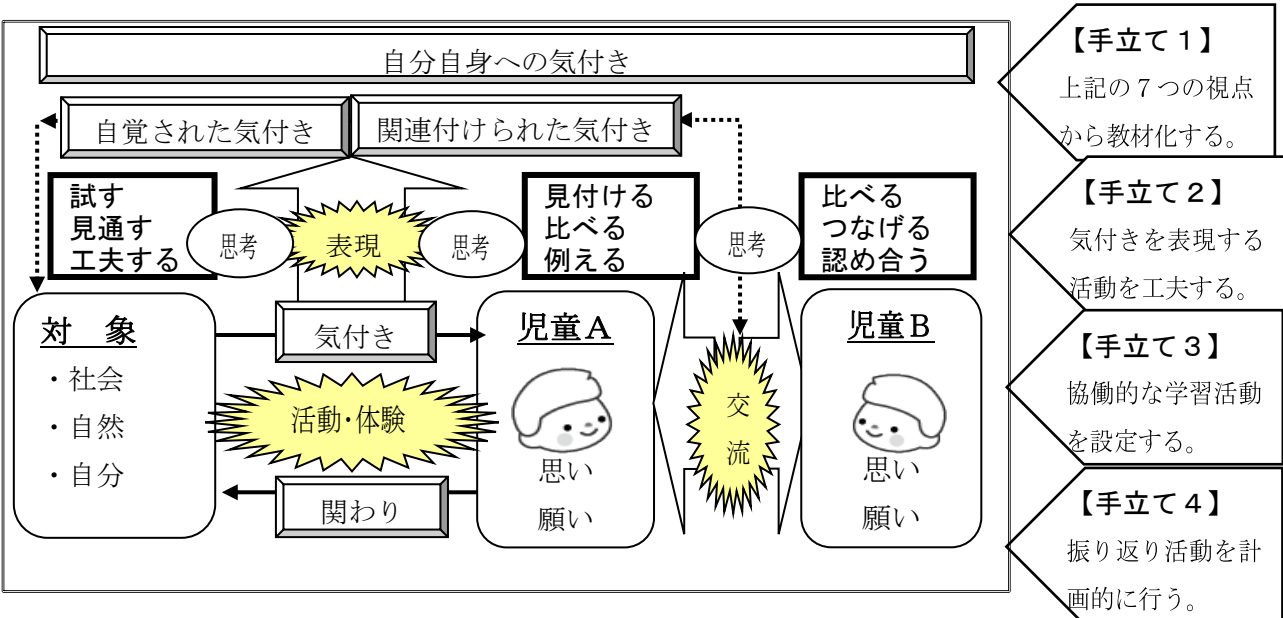 自分自身への気付き
自覚された気付き
関連付けられた気付き
試す
見通す
工夫する
思考
表現
思考
見付ける
比べる
例える
思考
比べる
つなげる
認め合う
対　象
・社会
・自然
・自分
気付き
活動・体験
関わり
児童A
思い
願い
交
流
児童B
思い
願い
【手立て１】
上記の７つの視点
から教材化する。
【手立て２】
気付きを表現する
活動を工夫する。
【手立て３】
協働的な学習活動
を設定する。
【手立て４】
振り返り活動を計
画的に行う。